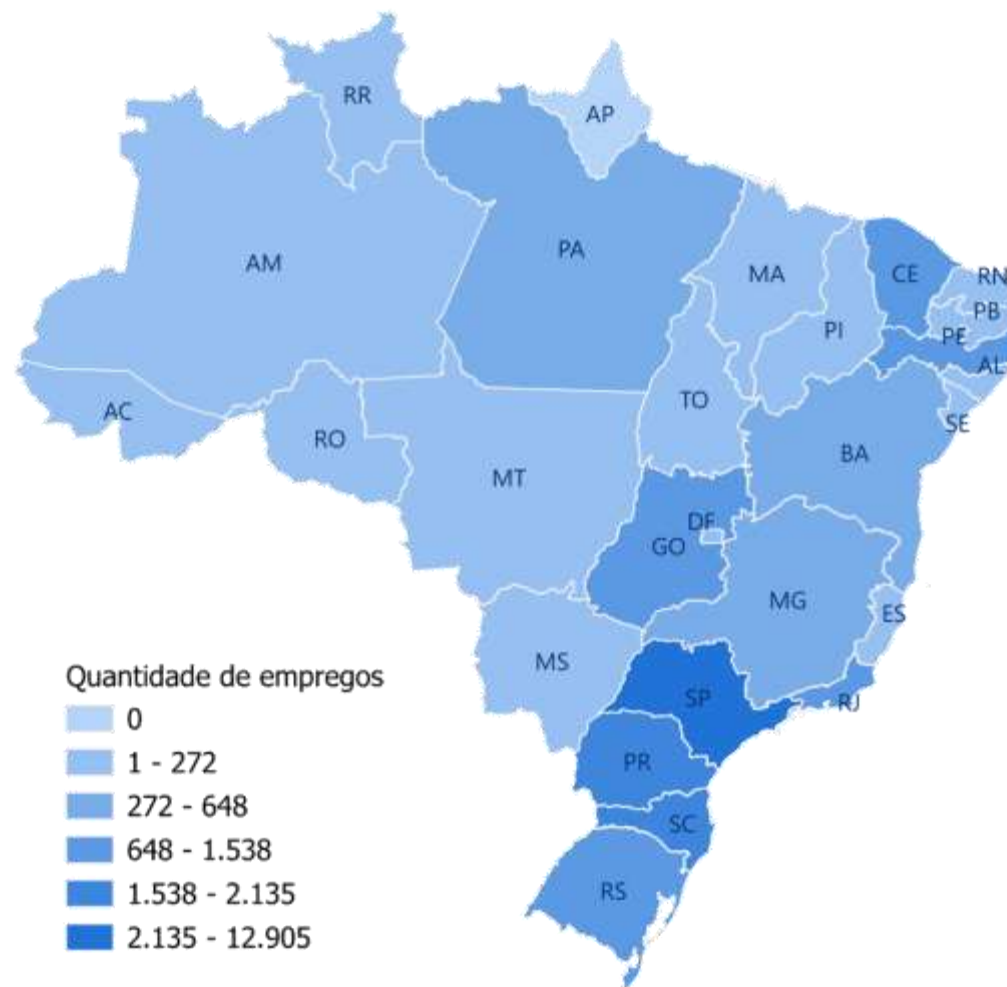 RR
AP
AM
PA
MA
CE
RN
PB
PI
PE
AL
TO
AC
SE
RO
BA
MT
DF
GO
MG
ES
MS
SP
RJ
PR
SC
RS
Quantidade de empregos
0
1 - 272
272 - 648
648 - 1.538
1.538 - 2.135
2.135 - 12.905